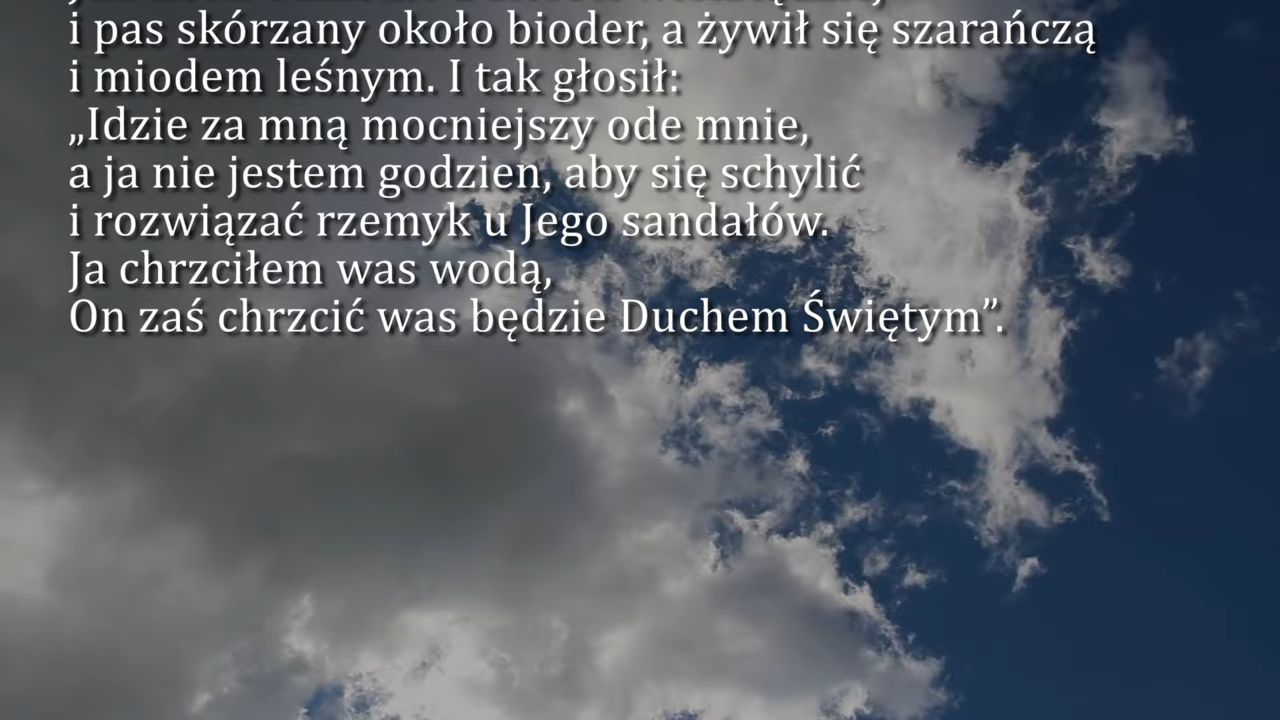 i pas skórzany około bioder, a żywił się szarańczą
i miodem leśnym. I tak głosił:
„Idzie za mną mocniejszy ode mnie,
a ja nie jestem godzien, aby się schylić
i rozwiązać rzemyk u Jego sandałów.
Ja chrzciłem was wodą,
On zaś chrzcić was będzie Duchem Świętym”.